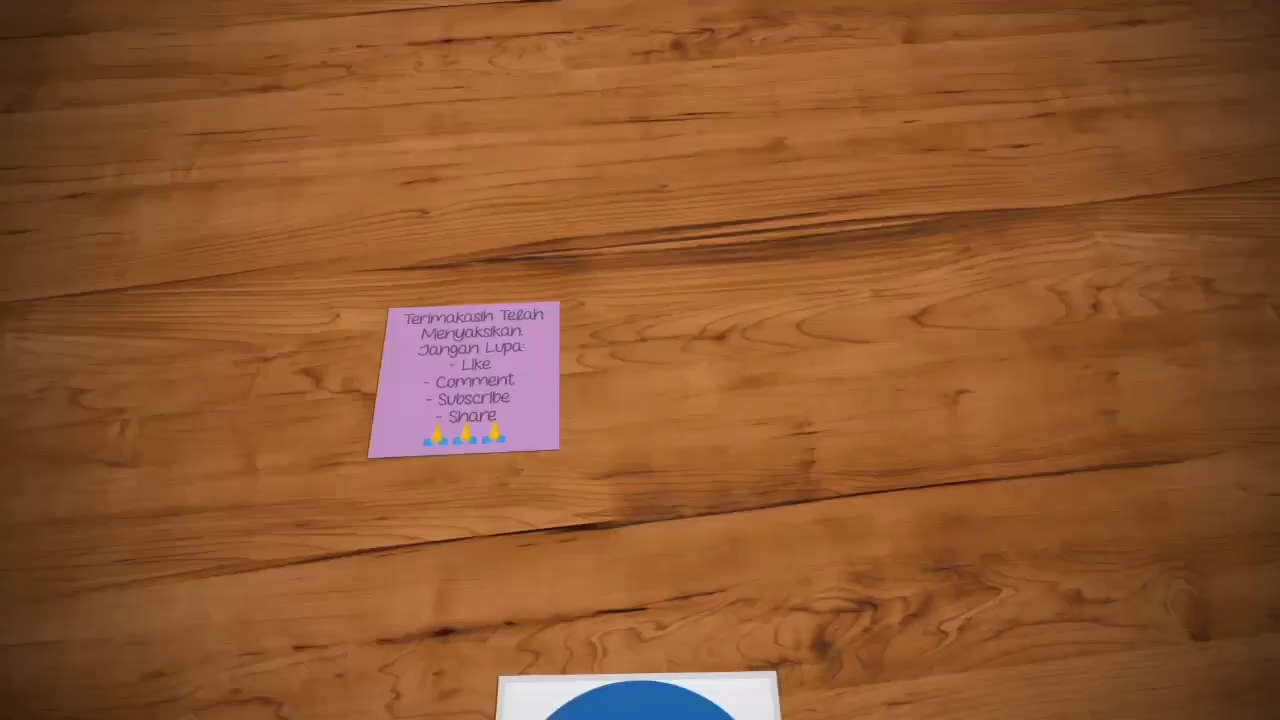 Terimakasih Telah
Menyaksikan.
Jangan Lupa:
- Like
- Comment
- Subscribe
- Share
🙏🙏🙏